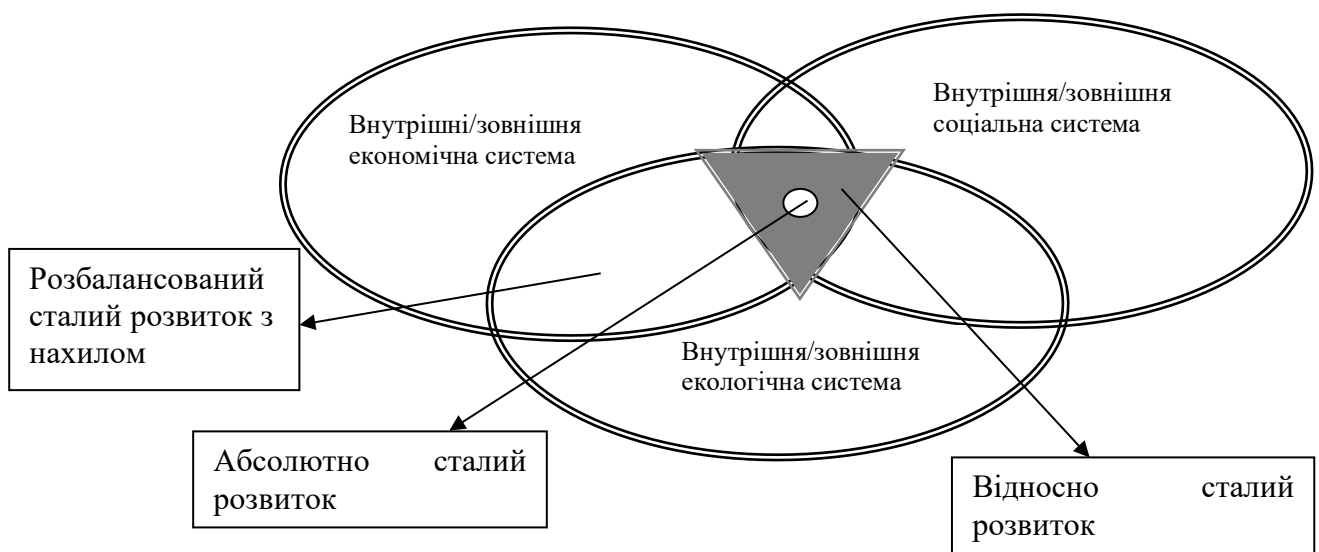 Внутрішні/зовнішня
економічна система
Внутрішня/зовнішня
соціальна система
Розбалансований
сталий розвиток з
нахилом
Внутрішня/зовнішня
екологічна система
Абсолютно сталий
розвиток
Відносно сталий
розвиток